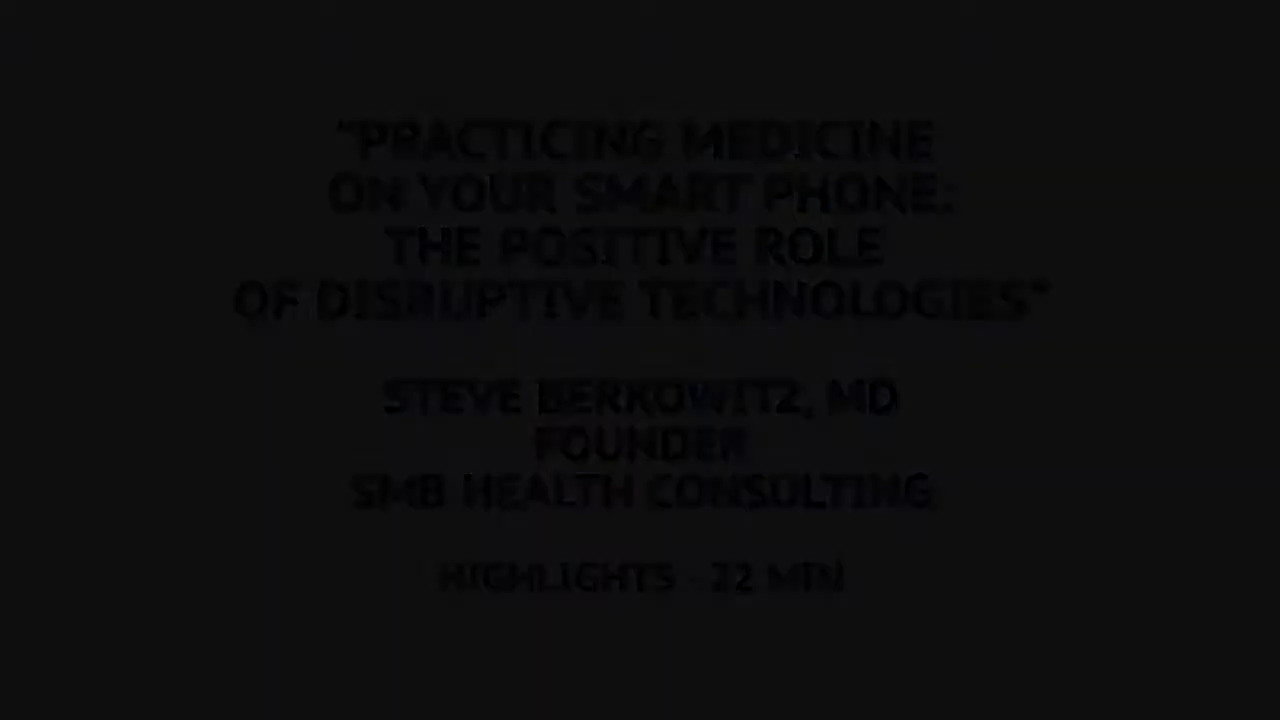 "PRACTICING MEDICINE
ON YOUR SMART PHONE:
THE POSITIVE ROLE
OF DISRUPTIVE TECHNOLOGIES"
STEVE BERKOWITZ, MD
FOUNDER
SMB HEALTH CONSULTING
HIGHLIGHTS - 22 MIN